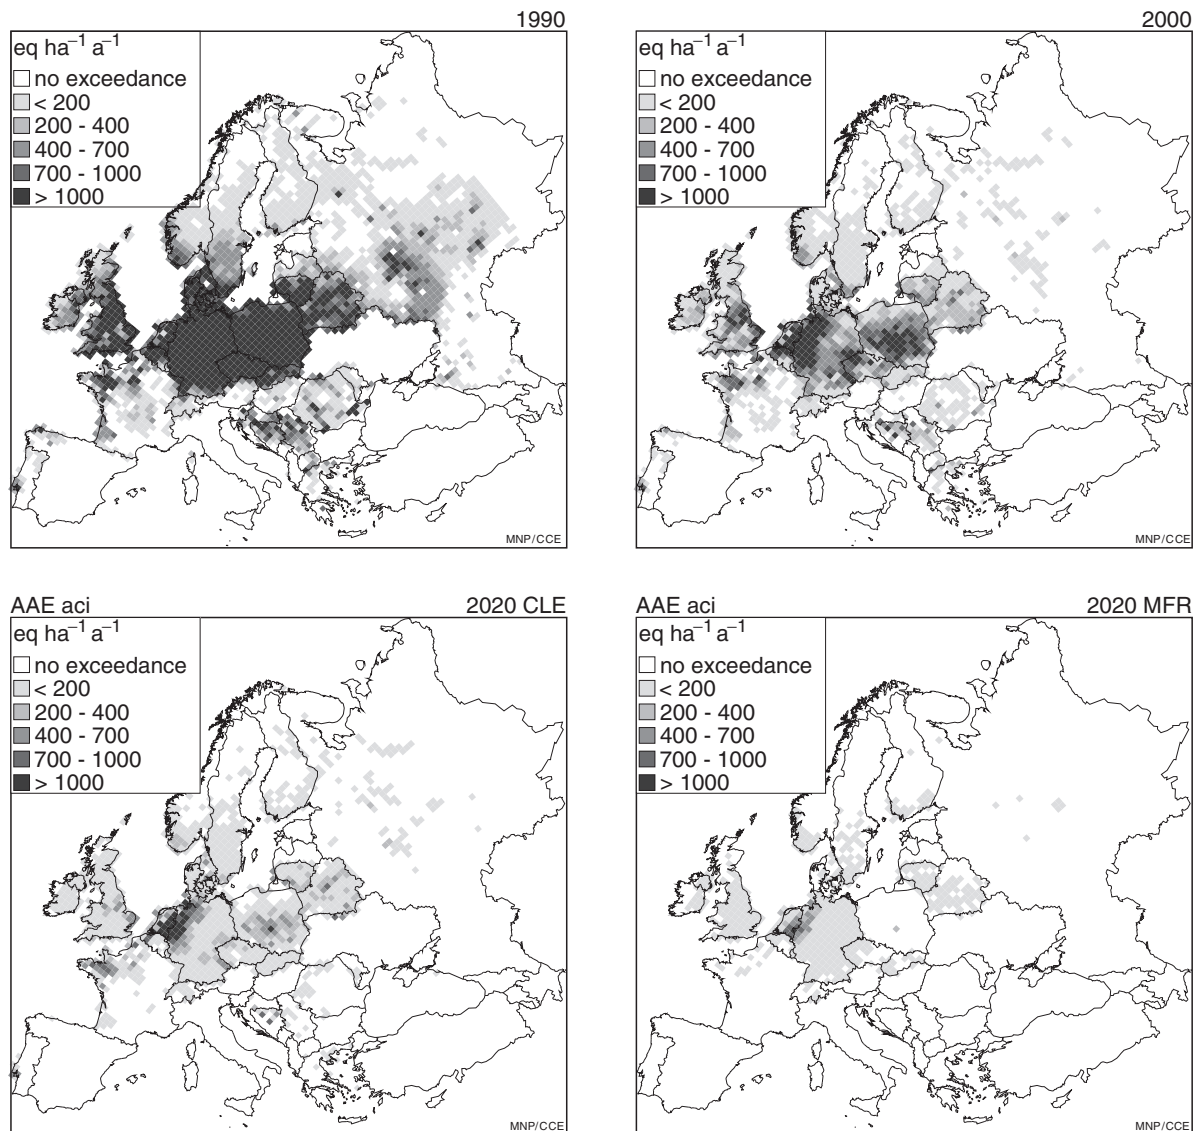 1990
eq ha⁻¹ a⁻¹
no exceedance
< 200
200 - 400
400 - 700
700 - 1000
> 1000
MNP/CCE
2000
eq ha⁻¹ a⁻¹
no exceedance
< 200
200 - 400
400 - 700
700 - 1000
> 1000
MNP/CCE
AAE aci
2020 CLE
eq ha⁻¹ a⁻¹
no exceedance
< 200
200 - 400
400 - 700
700 - 1000
> 1000
MNP/CCE
AAE aci
2020 MFR
eq ha⁻¹ a⁻¹
no exceedance
< 200
200 - 400
400 - 700
700 - 1000
> 1000
MNP/CCE